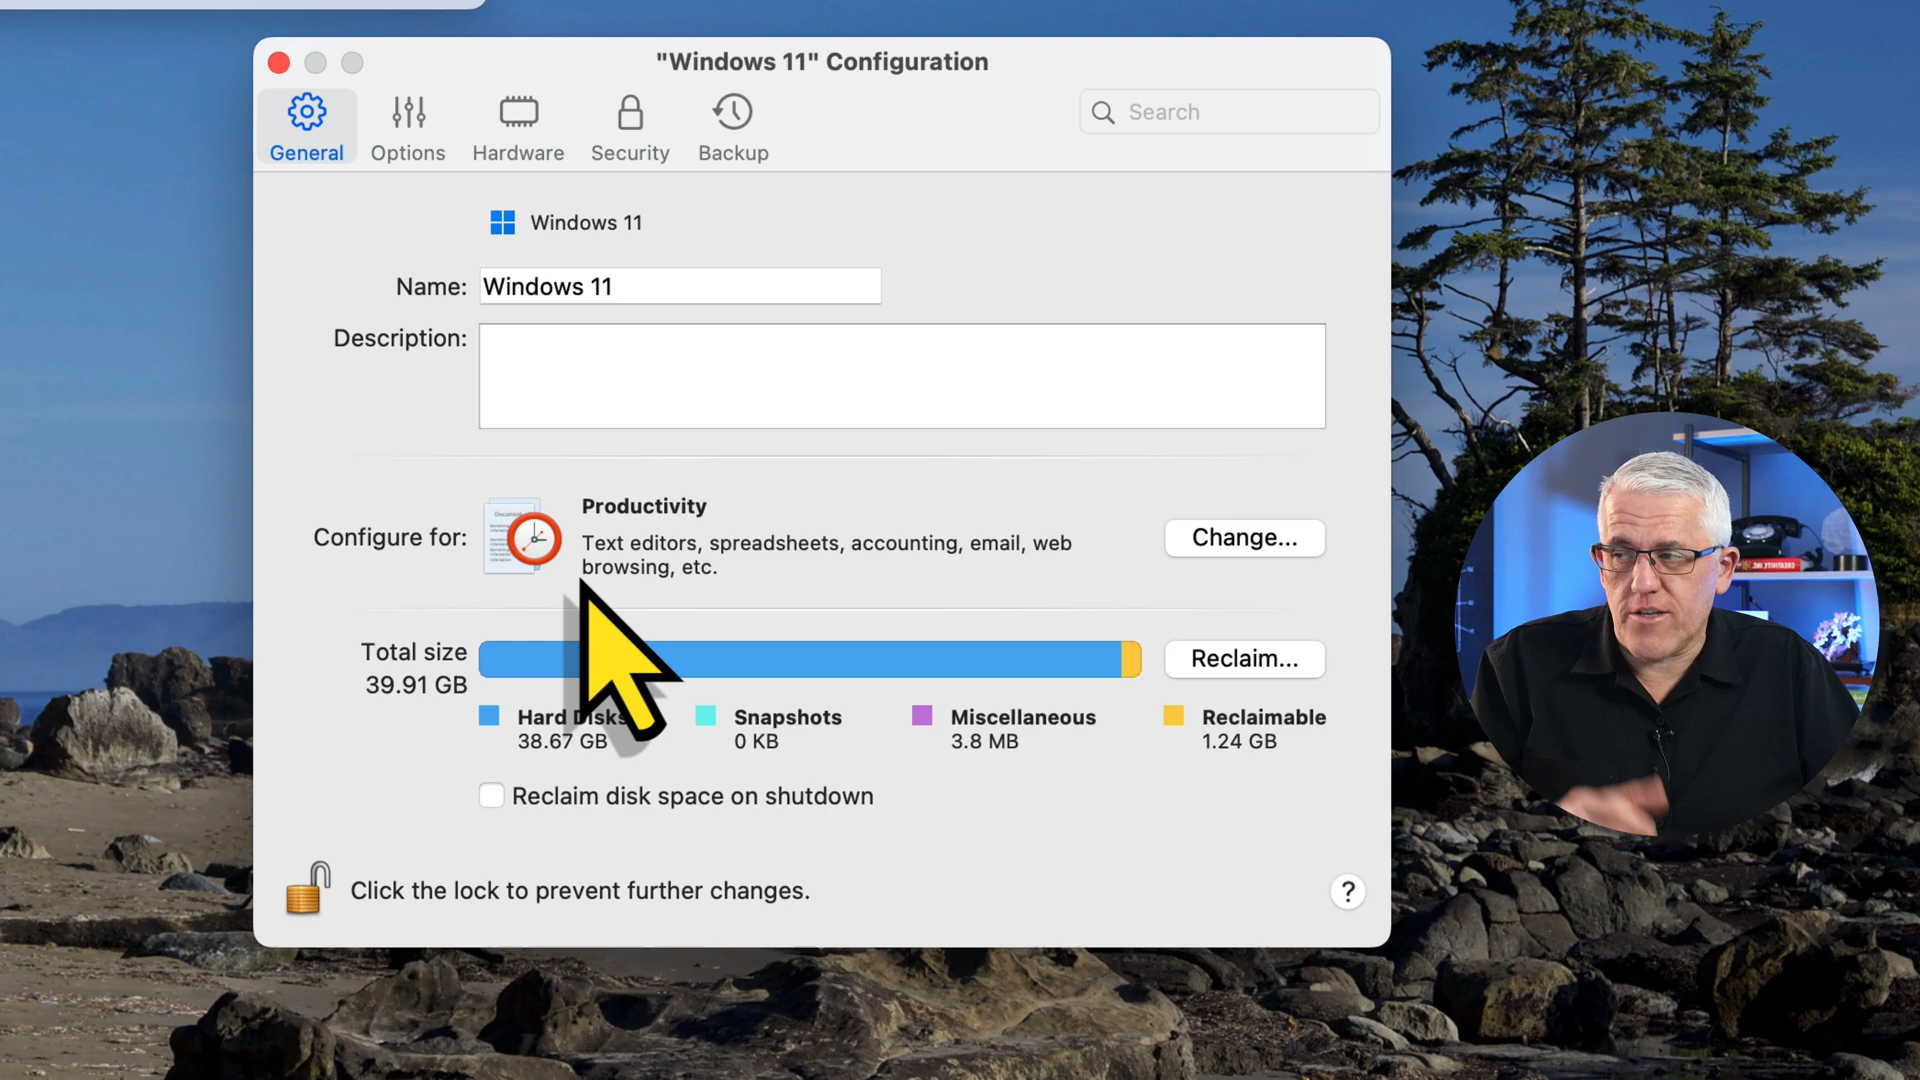 "Windows 11" Configuration
General
Options
Hardware
Security
Backup
Search
Windows 11
Name: Windows 11
Description:
Configure for:
Productivity
Text editors, spreadsheets, accounting, email, web
browsing, etc.
Change...
Total size
39.91 GB
Reclaim...
Hard Disks
38.67 GB
Snapshots
0 KB
Miscellaneous
3.8 MB
Reclaimable
1.24 GB
Reclaim disk space on shutdown
Click the lock to prevent further changes.
?